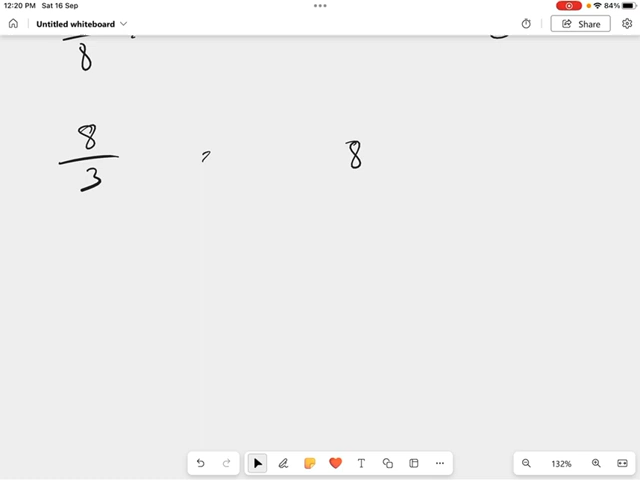 12:20 PM Sat 16 Sep 84%
Untitled whiteboard Share
8
8 8
3
T 132%